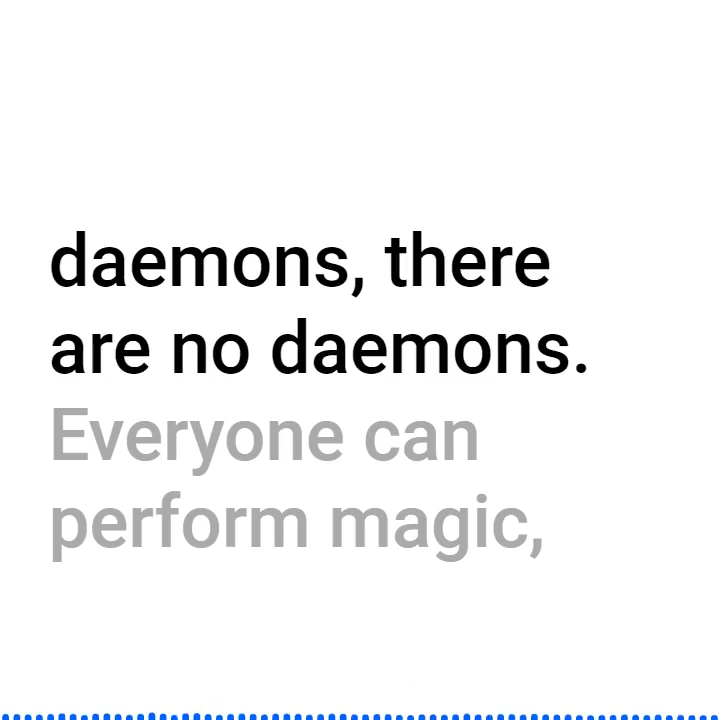 daemons, there
are no daemons.
Everyone can
perform magic,